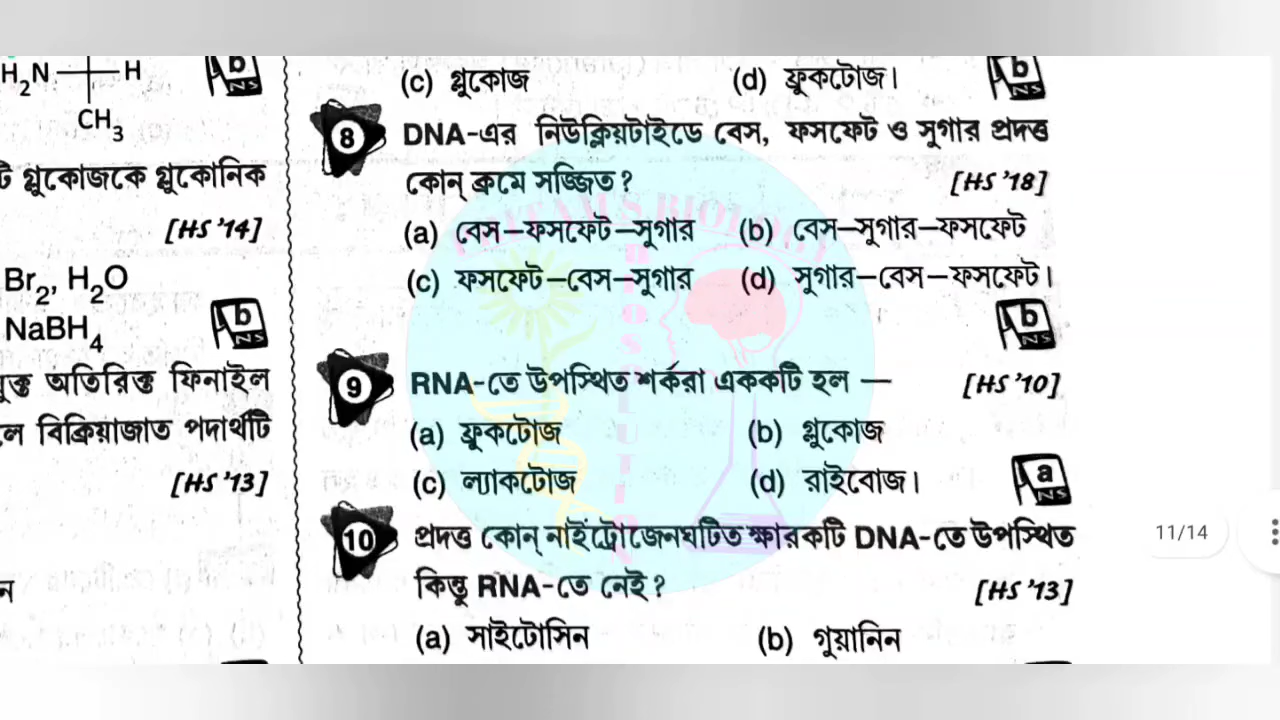 H₂N H
CH₃
ট গ্লুকোজকে গ্লুকোনিক
[HS '14]
Br₂, H₂O
b
NS
NaBH₄
যুক্ত অতিরিক্ত ফিনাইল
লে বিক্রিয়াজাত পদার্থটি
[HS '13]
ন
(c) গ্লুকোজ (d) ফ্রুকটোজ।
b
NS
8 DNA-এর নিউক্লিয়টাইডে বেস, ফসফেট ও সুগার প্রদত্ত
কোন্ ক্রমে সজ্জিত? [HS '18]
(a) বেস–ফসফেট–সুগার (b) বেস–সুগার–ফসফেট
(c) ফসফেট–বেস–সুগার (d) সুগার–বেস–ফসফেট।
b
NS
9 RNA-তে উপস্থিত শর্করা এককটি হল — [HS '10]
(a) ফ্রুকটোজ (b) গ্লুকোজ
(c) ল্যাকটোজ (d) রাইবোজ।
a
NS
10 প্রদত্ত কোন্ নাইট্রোজেনঘটিত ক্ষারকটি DNA-তে উপস্থিত
কিন্তু RNA-তে নেই? [HS '13]
(a) সাইটোসিন (b) গুয়ানিন
11/14